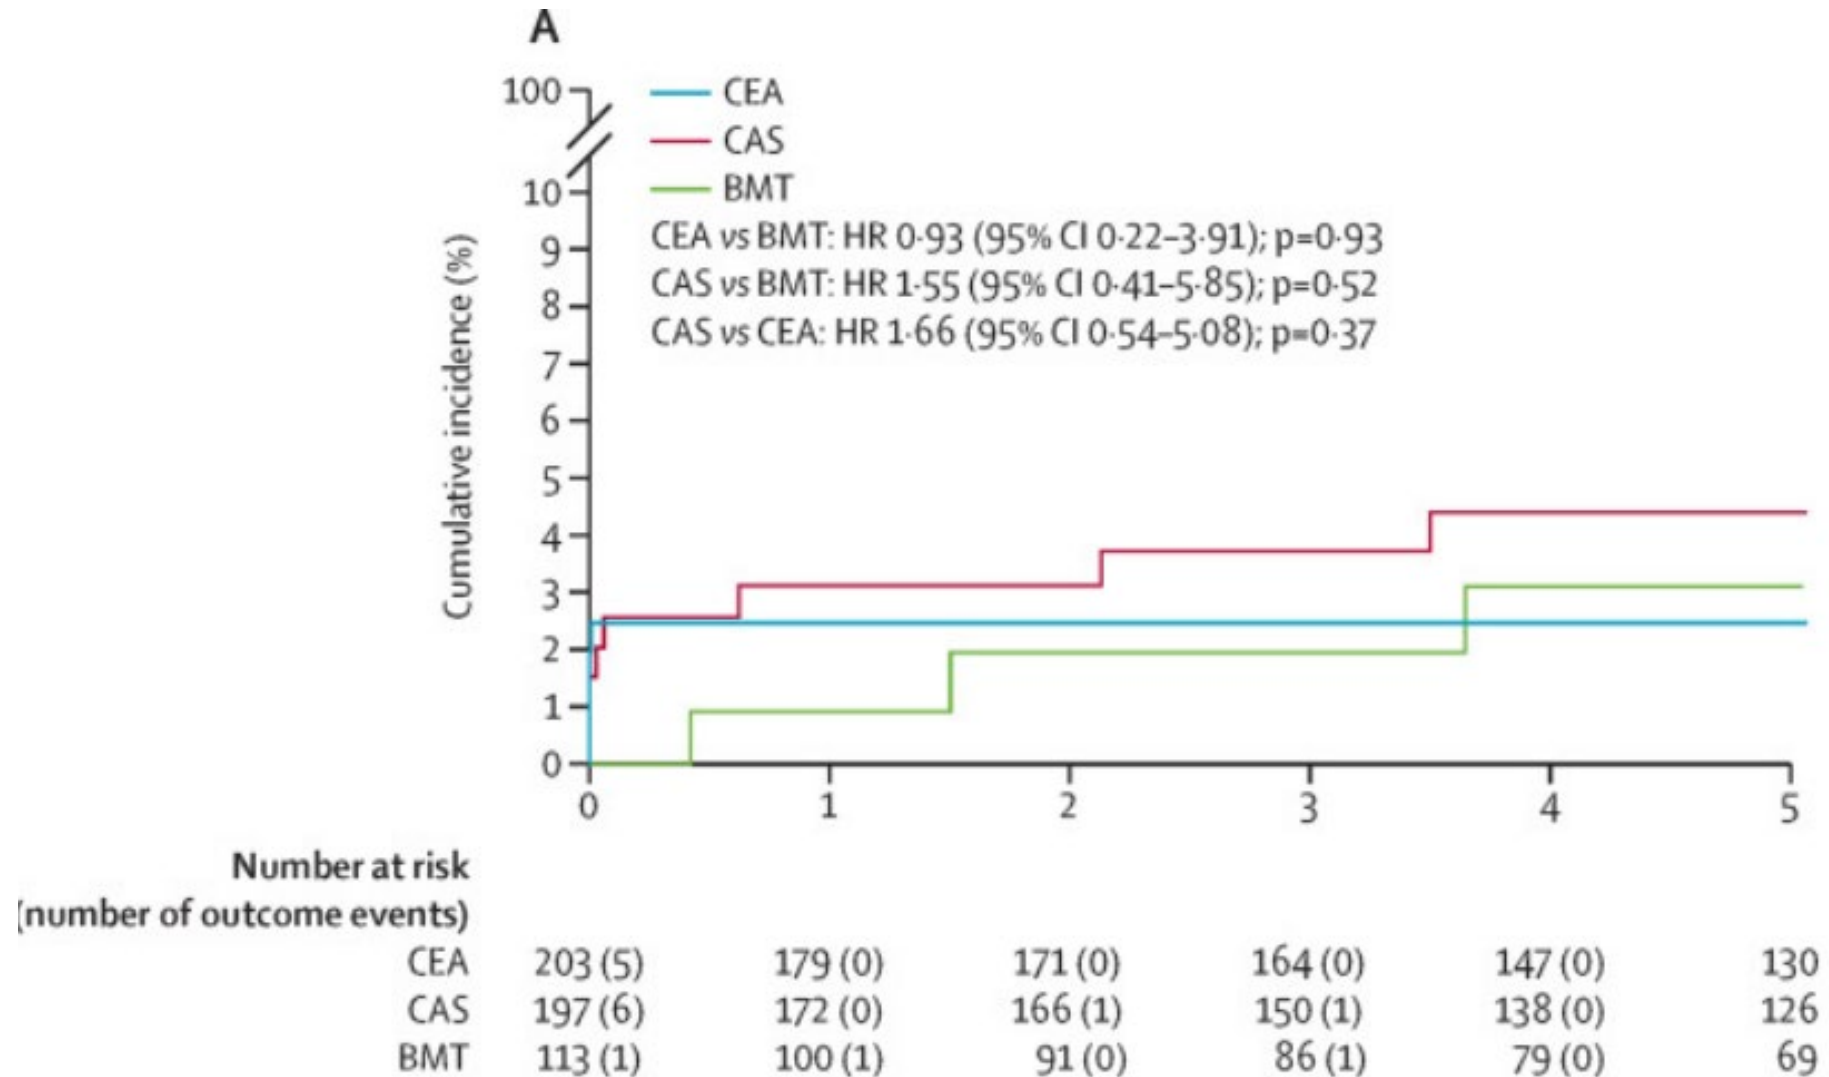 A
100
CEA
CAS
10
BMT
CEA vs BMT: HR 0·93 (95% CI 0·22–3·91); p=0·93
9
CAS vs BMT: HR 1·55 (95% CI 0·41–5·85); p=0·52
8
CAS vs CEA: HR 1·66 (95% CI 0·54–5·08); p=0·37
7
6
5
4
3
2
1
0
Cumulative incidence (%)
0 1 2 3 4 5
Number at risk
(number of outcome events)
CEA 203 (5) 179 (0) 171 (0) 164 (0) 147 (0) 130
CAS 197 (6) 172 (0) 166 (1) 150 (1) 138 (0) 126
BMT 113 (1) 100 (1) 91 (0) 86 (1) 79 (0) 69